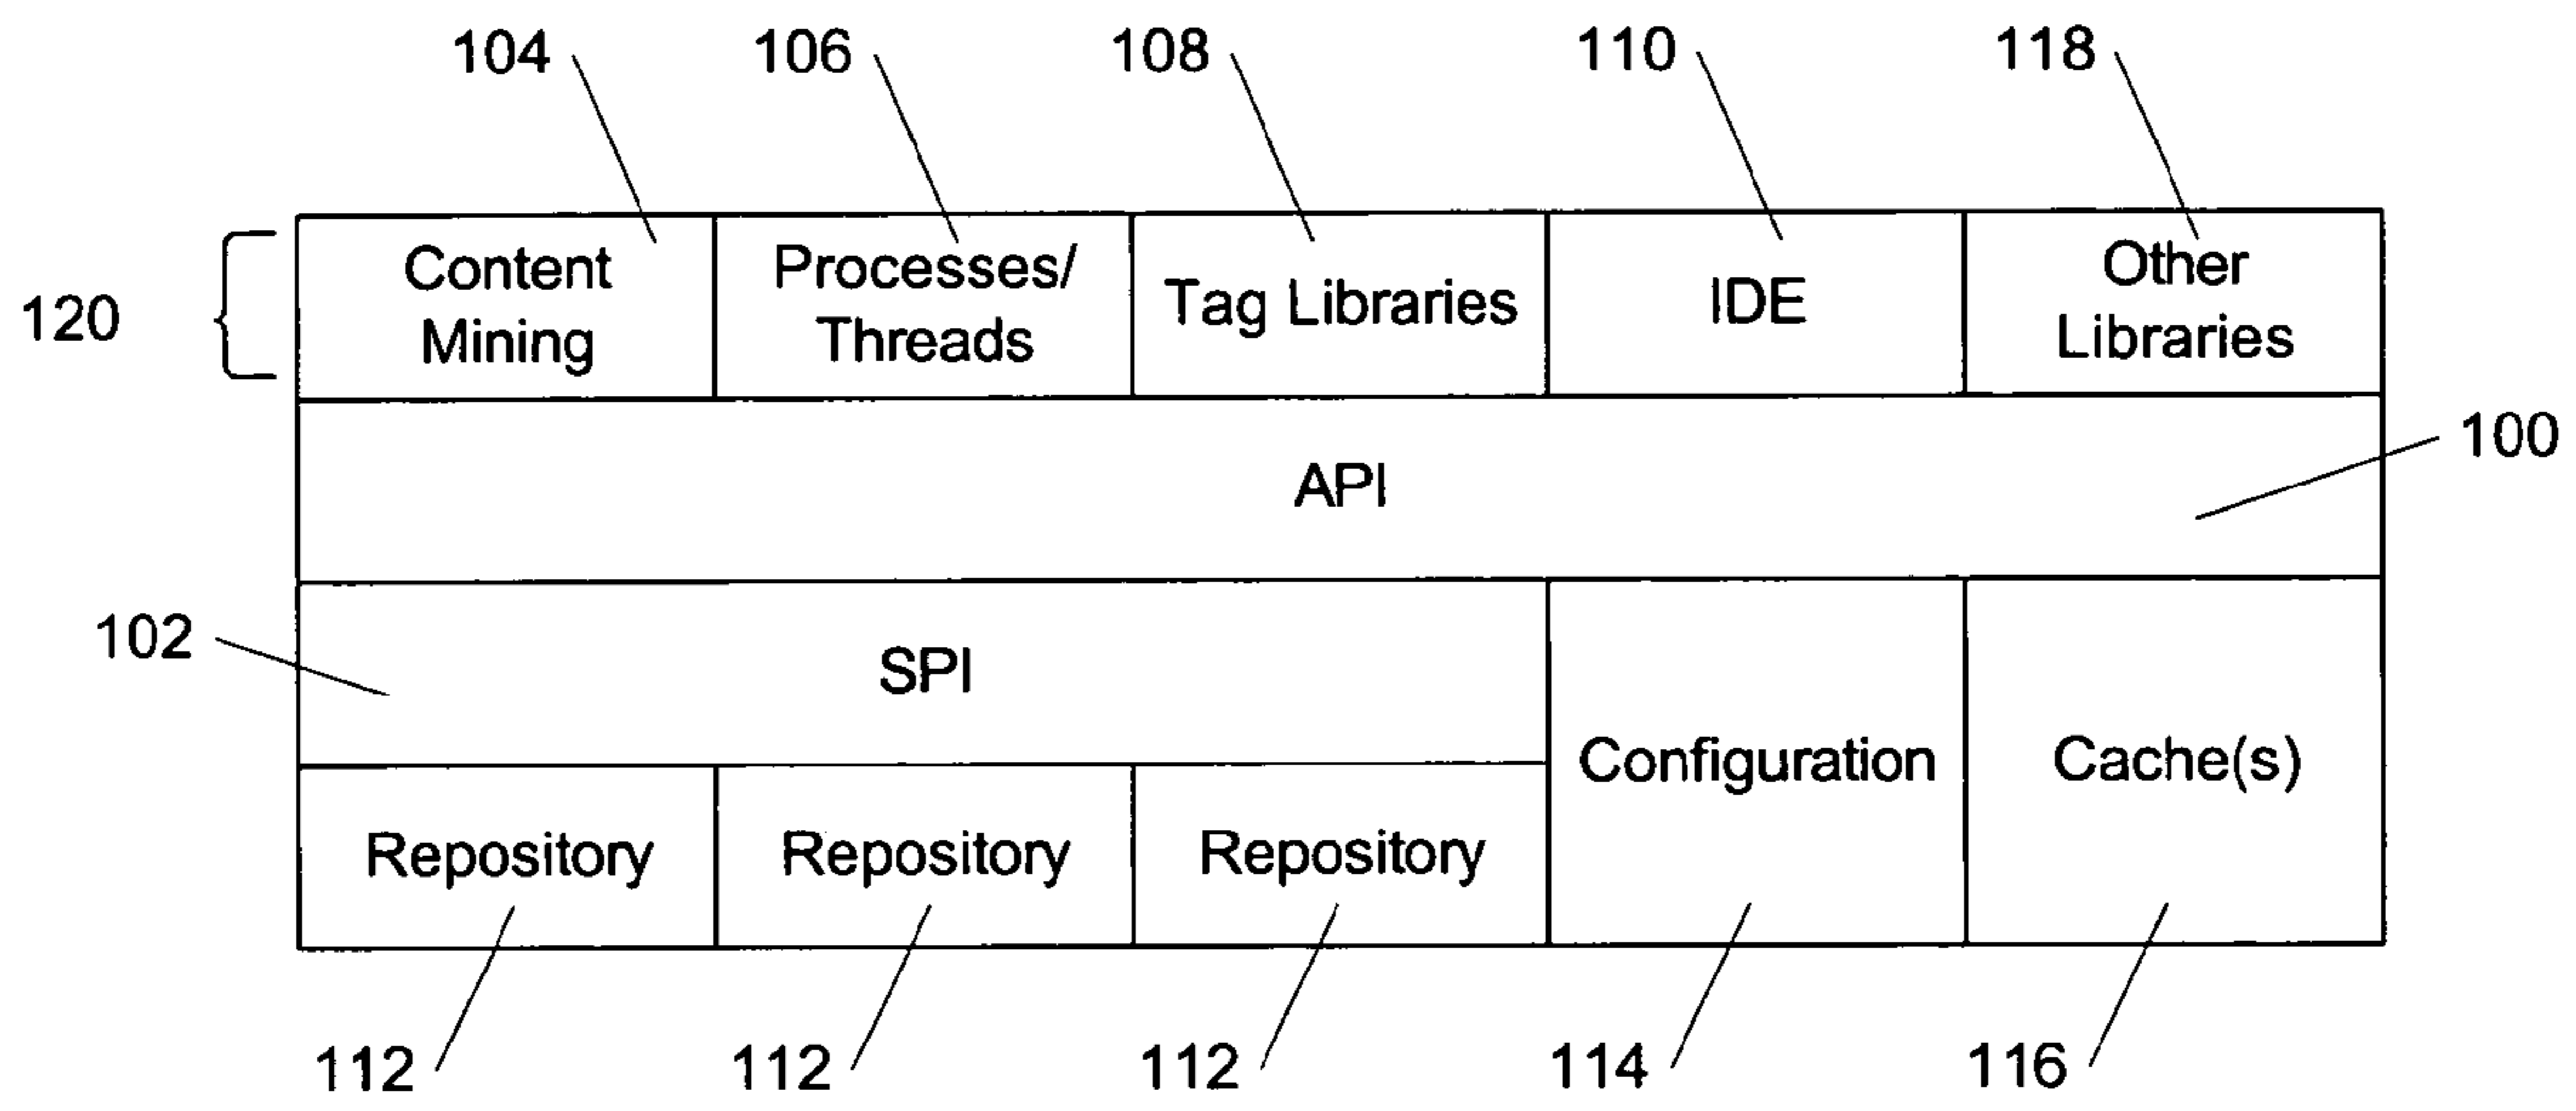 104
106
108
110
118
120
Content
Mining
Processes/
Threads
Tag Libraries
IDE
Other
Libraries
API
100
102
SPI
Configuration
Cache(s)
Repository
Repository
Repository
112
112
112
114
116